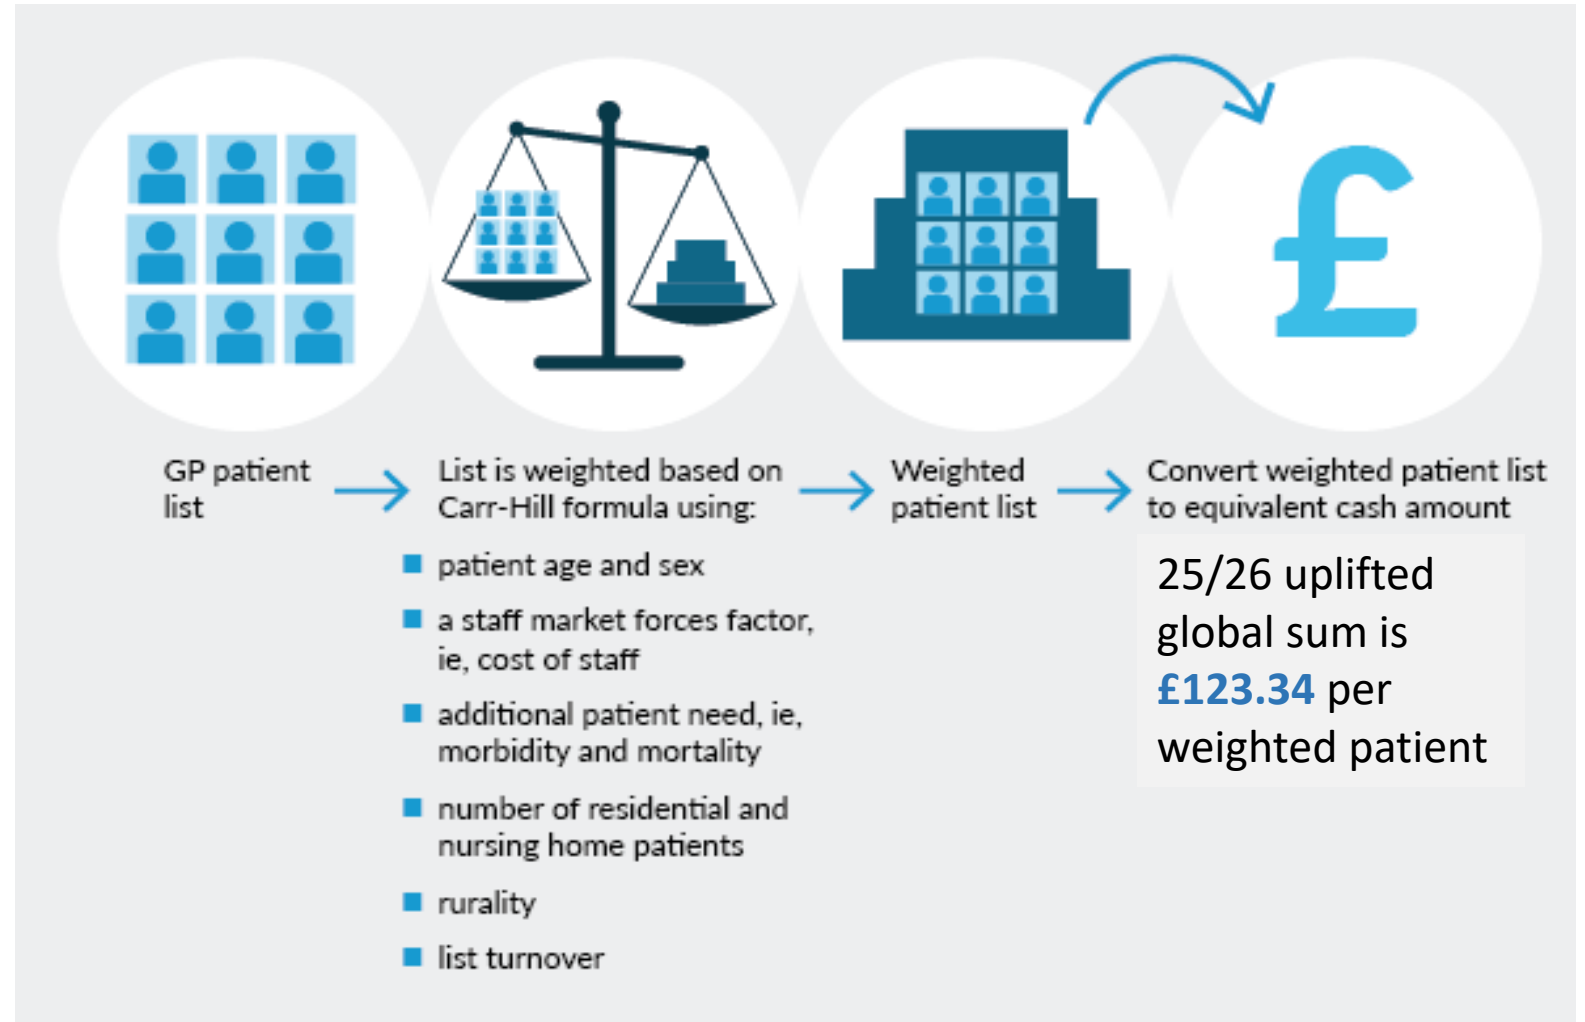 GP patient
list
List is weighted based on
Carr-Hill formula using:
patient age and sex
a staff market forces factor,
ie, cost of staff
additional patient need, ie,
morbidity and mortality
number of residential and
nursing home patients
rurality
list turnover
Weighted
patient list
Convert weighted patient list
to equivalent cash amount
£
25/26 uplifted
global sum is
£123.34 per
weighted patient